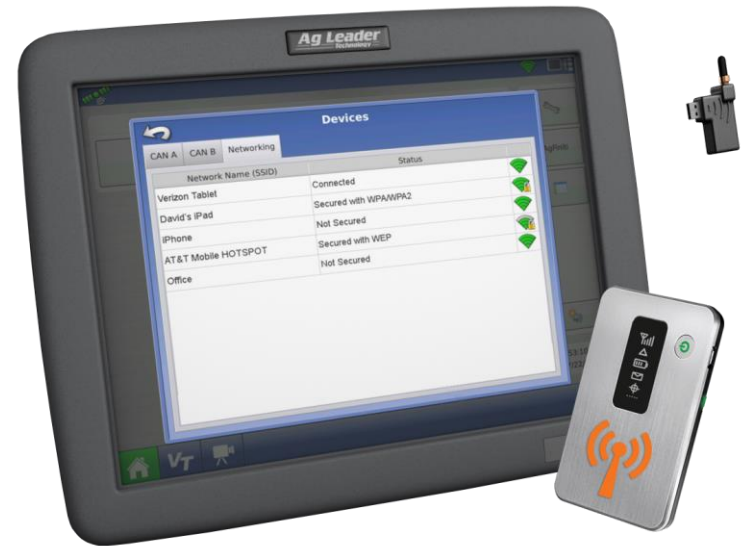 Ag Leader
Technology
Devices
CAN A CAN B Networking
Network Name (SSID) Status
Verizon Tablet Connected
David's iPad Secured with WPA/WPA2
iPhone Not Secured
AT&T Mobile HOTSPOT Secured with WEP
Office Not Secured
VT